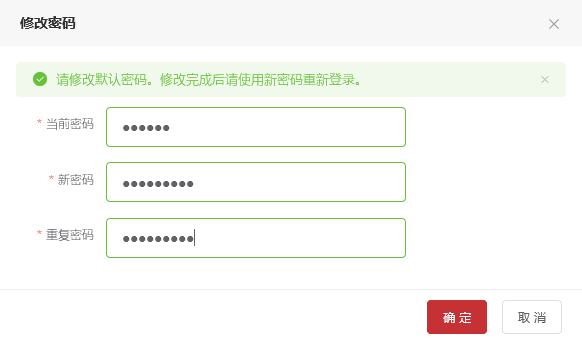 修改密码
请修改默认密码。修改完成后请使用新密码重新登录。
* 当前密码 ●●●●●●
* 新密码 ●●●●●●●●●
* 重复密码 ●●●●●●●●●
确 定 取 消